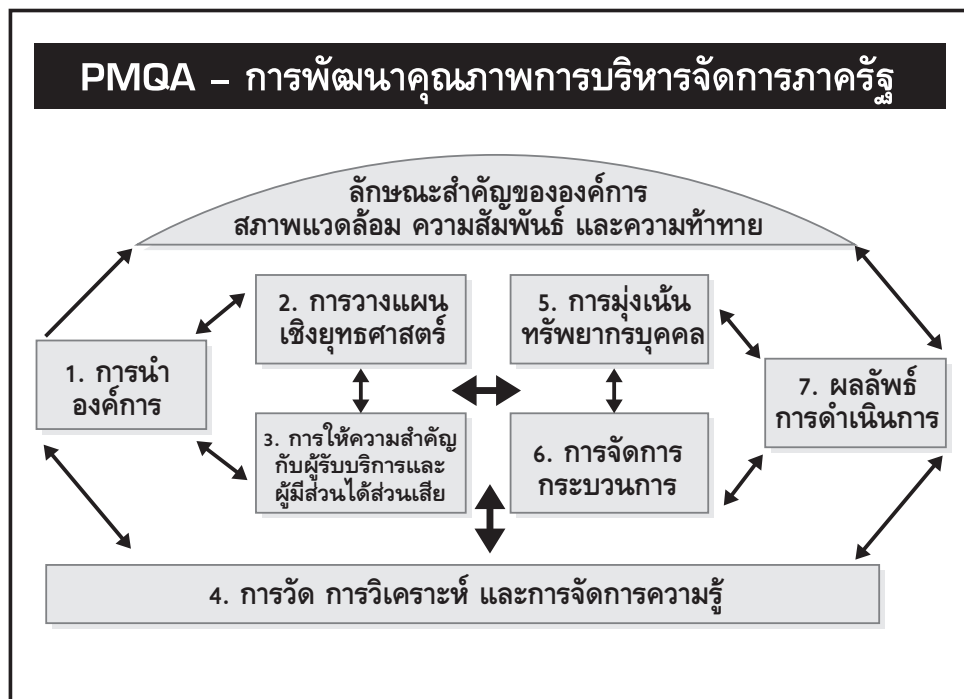 PMQA – การพัฒนาคุณภาพการบริหารจัดการภาครัฐ
ลักษณะสำคัญขององค์การ
สภาพแวดล้อม ความสัมพันธ์ และความท้าทาย
1. การนำ
องค์การ
2. การวางแผน
เชิงยุทธศาสตร์
3. การให้ความสำคัญ
กับผู้รับบริการและ
ผู้มีส่วนได้ส่วนเสีย
5. การมุ่งเน้น
ทรัพยากรบุคคล
6. การจัดการ
กระบวนการ
7. ผลลัพธ์
การดำเนินการ
4. การวัด การวิเคราะห์ และการจัดการความรู้